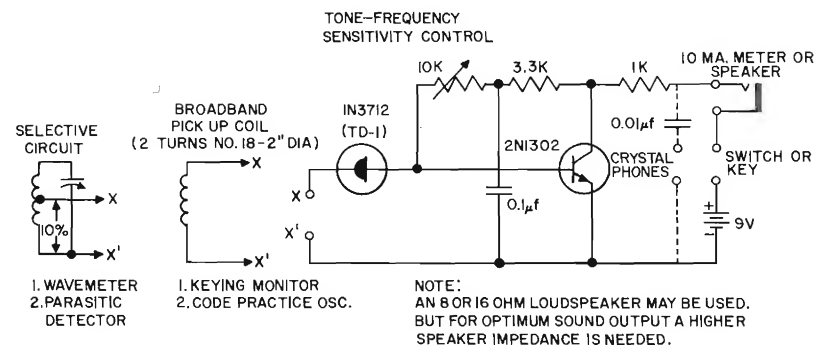 TONE-FREQUENCY
SENSITIVITY CONTROL
10K
3.3K
1K
10 MA. METER OR
SPEAKER
BROADBAND
PICK UP COIL
(2 TURNS NO. 18-2" DIA)
IN3712
(TD-1)
0.01μf
SELECTIVE
CIRCUIT
2N1302
CRYSTAL
PHONES
SWITCH OR
KEY
X
X
X
10%
0.1μf
X'
X'
X'
+
9V
-
1. WAVEMETER
2. PARASITIC
DETECTOR
1. KEYING MONITOR
2. CODE PRACTICE OSC.
NOTE:
AN 8 OR 16 OHM LOUDSPEAKER MAY BE USED.
BUT FOR OPTIMUM SOUND OUTPUT A HIGHER
SPEAKER IMPEDANCE IS NEEDED.